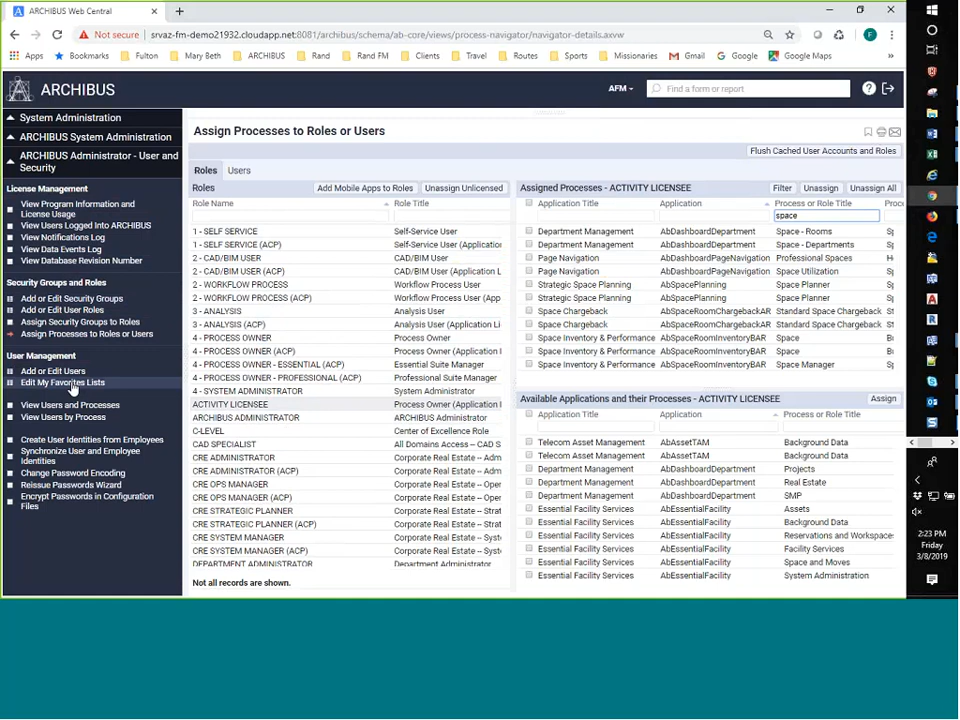 ARCHIBUS Web Central
Not secure
srvaz-fm-demo21932.cloudapp.net:8081/archibus/schema/ab-core/views/process-navigator/navigator-details.axvw
Apps Bookmarks Fulton Mary Beth ARCHIBUS Rand Rand FM Clients Travel Routes Sports Missionaries Gmail Google Google Maps
ARCHIBUS
AFM
Find a form or report
System Administration
ARCHIBUS System Administration
ARCHIBUS Administrator - User and
Security
License Management
View Program Information and
License Usage
View Users Logged Into ARCHIBUS
View Notifications Log
View Data Events Log
View Database Revision Number
Security Groups and Roles
Add or Edit Security Groups
Add or Edit User Roles
Assign Security Groups to Roles
Assign Processes to Roles or Users
User Management
Add or Edit Users
Edit My Favorites Lists
View Users and Processes
View Users by Process
Create User Identities from Employees
Synchronize User and Employee
Identities
Change Password Encoding
Reissue Passwords Wizard
Encrypt Passwords in Configuration
Files
Assign Processes to Roles or Users
Flush Cached User Accounts and Roles
Roles Users
Roles Add Mobile Apps to Roles Unassign Unlicensed
Role Name Role Title
1 - SELF SERVICE Self-Service User
1 - SELF SERVICE (ACP) Self-Service User (Application
2 - CAD/BIM USER CAD/BIM User
2 - CAD/BIM USER (ACP) CAD/BIM User (Application L
2 - WORKFLOW PROCESS Workflow Process User
2 - WORKFLOW PROCESS (ACP) Workflow Process User (App
3 - ANALYSIS Analysis User
3 - ANALYSIS (ACP) Analysis User (Application Li
4 - PROCESS OWNER Process Owner
4 - PROCESS OWNER (ACP) Process Owner (Application
4 - PROCESS OWNER - ESSENTIAL (ACP) Essential Suite Manager
4 - PROCESS OWNER - PROFESSIONAL (ACP) Professional Suite Manager
4 - SYSTEM ADMINISTRATOR System Administrator
ACTIVITY LICENSEE Process Owner (Application L
ARCHIBUS ADMINISTRATOR ARCHIBUS Administrator
C-LEVEL Center of Excellence Role
CAD SPECIALIST All Domains Access -- CAD S
CRE ADMINISTRATOR Corporate Real Estate -- Adm
CRE ADMINISTRATOR (ACP) Corporate Real Estate -- Adm
CRE OPS MANAGER Corporate Real Estate -- Oper
CRE OPS MANAGER (ACP) Corporate Real Estate -- Oper
CRE STRATEGIC PLANNER Corporate Real Estate -- Strat
CRE STRATEGIC PLANNER (ACP) Corporate Real Estate -- Strat
CRE SYSTEM MANAGER Corporate Real Estate -- Syste
CRE SYSTEM MANAGER (ACP) Corporate Real Estate -- Syste
DEPARTMENT ADMINISTRATOR Department Administrator
Not all records are shown.
Assigned Processes - ACTIVITY LICENSEE Filter Unassign Unassign All
Application Title Application Process or Role Title Proce
space
Department Management AbDashboardDepartment Space - Rooms Sp
Department Management AbDashboardDepartment Space - Departments Sp
Page Navigation AbDashboardPageNavigation Professional Spaces
Page Navigation AbDashboardPageNavigation Space Utilization
Strategic Space Planning AbSpacePlanning Space Planner Sp
Strategic Space Planning AbSpacePlanning Space Planner Sp
Space Chargeback AbSpaceRoomChargebackAR Standard Space Chargeback
Space Chargeback AbSpaceRoomChargebackAR Standard Space Chargeback
Space Inventory & Performance AbSpaceRoomInventoryBAR Space Planner
Space Inventory & Performance AbSpaceRoomInventoryBAR Space Planner
Space Inventory & Performance AbSpaceRoomInventoryBAR Space Manager
Available Applications and their Processes - ACTIVITY LICENSEE Assign
Application Title Application Process or Role Title
Telecom Asset Management AbAssetTAM Background Data
Telecom Asset Management AbAssetTAM Background Data
Department Management AbDashboardDepartment Projects
Department Management AbDashboardDepartment Real Estate
Department Management AbDashboardDepartment SMP
Essential Facility Services AbEssentialFacility Assets
Essential Facility Services AbEssentialFacility Background Data
Essential Facility Services AbEssentialFacility Reservations and Workspace
Essential Facility Services AbEssentialFacility Facility Services
Essential Facility Services AbEssentialFacility Space and Moves
Essential Facility Services AbEssentialFacility System Administration
2:23 PM
Friday
3/8/2019